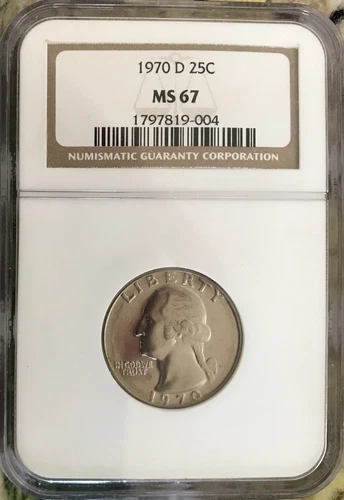 1970 D 25C
MS 67
1797819-004
NUMISMATIC GUARANTY CORPORATION
LIBERTY
IN GOD WE
TRUST
1970